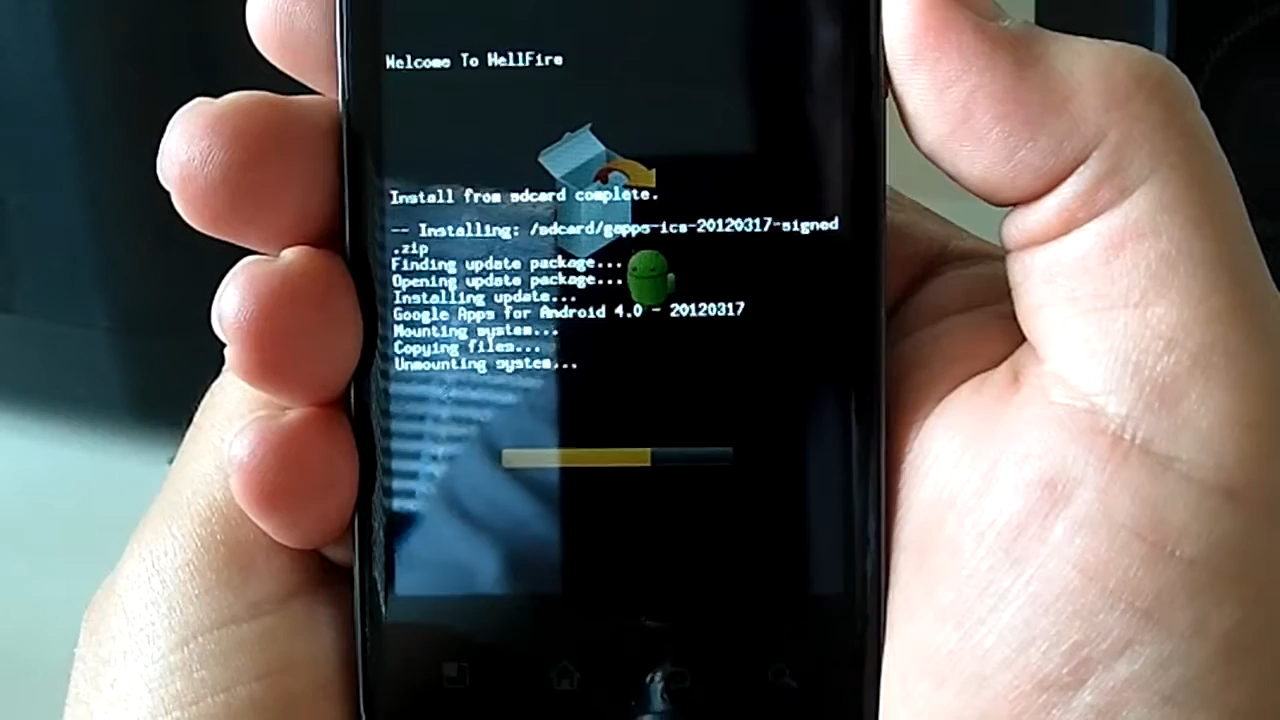 Welcome To HellFire
Install from sdcard complete.
-- Installing: /sdcard/gapps-ics-20120317-signed
.zip
Finding update package...
Opening update package...
Installing update...
Google Apps for Android 4.0 - 20120317
Mounting system...
Copying files...
Unmounting system...